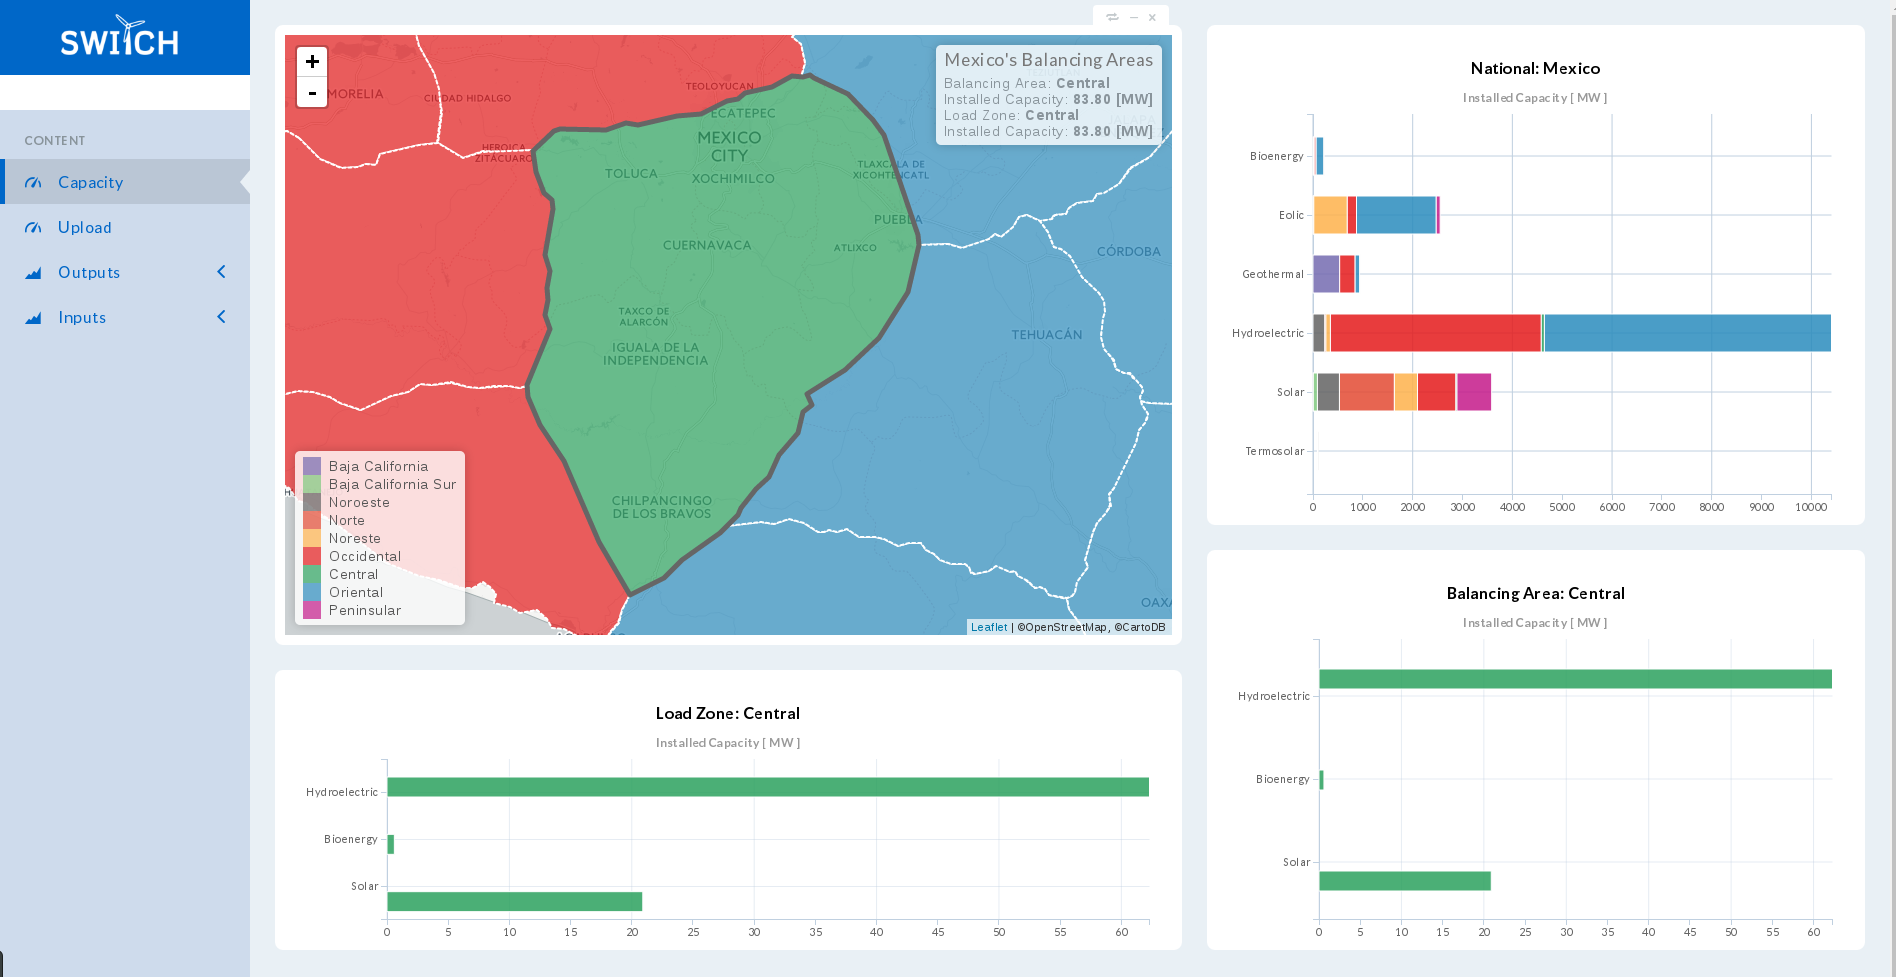 SWITCH
CONTENT
Capacity
Upload
Outputs
Inputs
+
-
MORELIA
CIUDAD HIDALGO
TEOLOYUCAN
HEROICA
ZITÁCUARO
ECATEPEC
MEXICO
CITY
TOLUCA
XOCHIMILCO
TLAXCALA DE
XICOHTÉNCATL
PUEBLA
CUERNAVACA
ATLIXCO
CÓRDOBA
TAXCO DE
ALARCÓN
TEHUACÁN
IGUALA DE LA
INDEPENDENCIA
CHILPANCINGO
DE LOS BRAVOS
OAXA
Mexico's Balancing Areas
Balancing Area: Central
Installed Capacity: 83.80 [MW]
Load Zone: Central
Installed Capacity: 83.80 [MW]
Baja California
Baja California Sur
Noroeste
Norte
Noreste
Occidental
Central
Oriental
Peninsular
Leaflet | ©OpenStreetMap, ©CartoDB
National: Mexico
Installed Capacity [ MW ]
Bioenergy
Eolic
Geothermal
Hydroelectric
Solar
Termosolar
0 1000 2000 3000 4000 5000 6000 7000 8000 9000 10000
Load Zone: Central
Installed Capacity [ MW ]
Hydroelectric
Bioenergy
Solar
0 5 10 15 20 25 30 35 40 45 50 55 60
Balancing Area: Central
Installed Capacity [ MW ]
Hydroelectric
Bioenergy
Solar
0 5 10 15 20 25 30 35 40 45 50 55 60